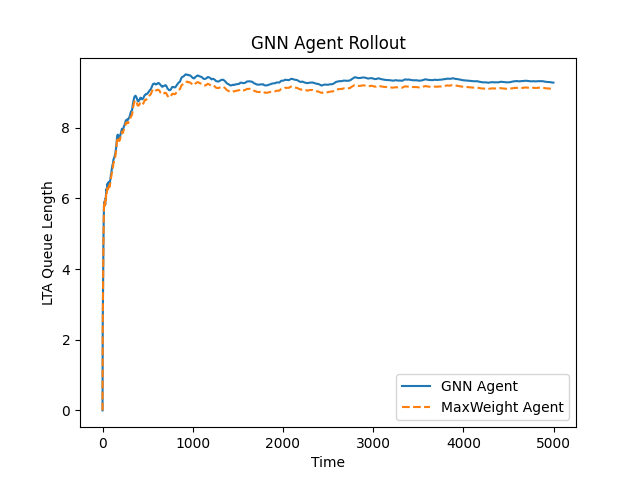 GNN Agent Rollout
LTA Queue Length
8
6
4
2
0
GNN Agent
MaxWeight Agent
0 1000 2000 3000 4000 5000
Time